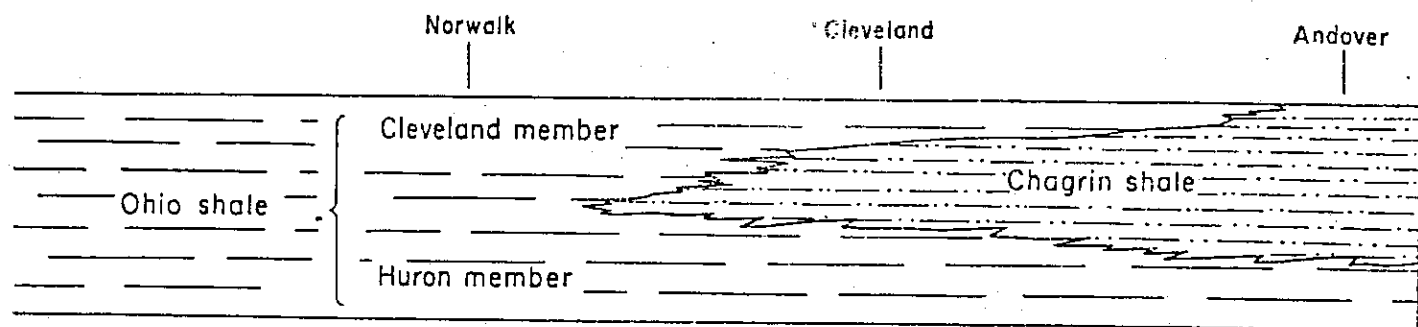 Norwalk
Cleveland
Andover
Cleveland member
Ohio shale
Chagrin shale
Huron member